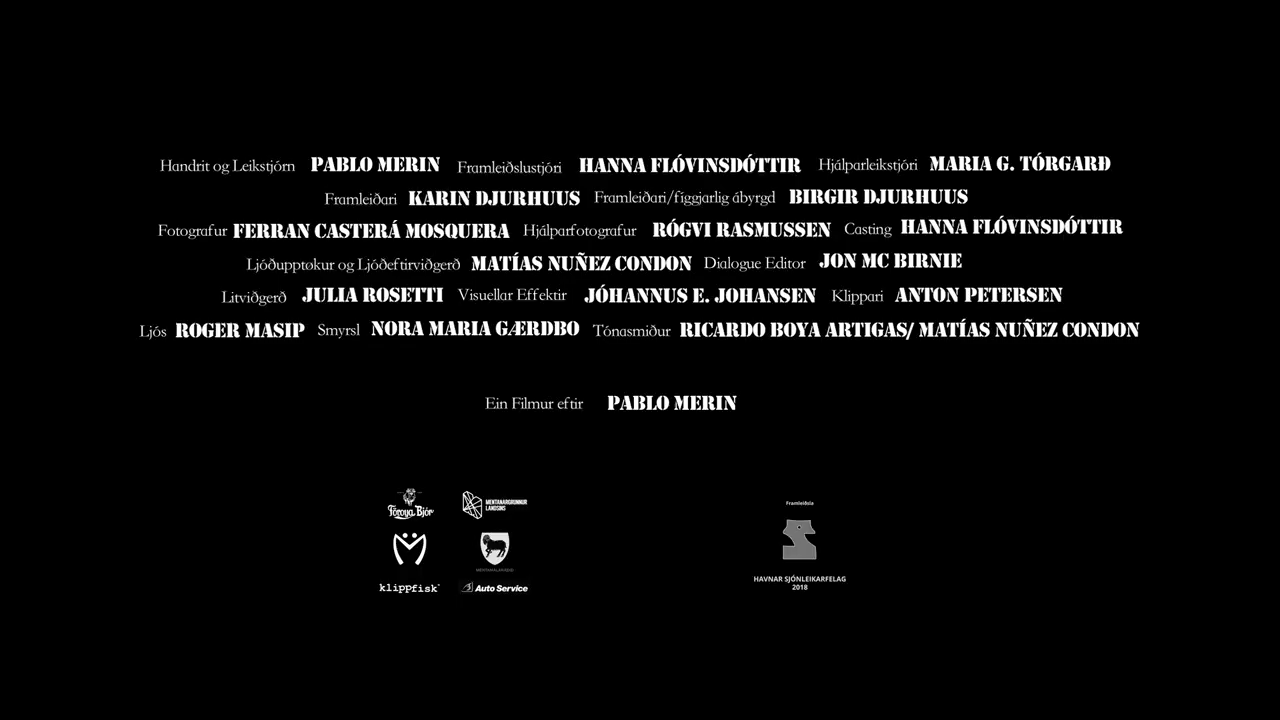 Handrit og Leikstjórn PABLO MERIN Framleiðslustjóri HANNA FLÓVINSDÓTTIR Hjálparleikstjóri MARIA G. TÓRGARÐ
Framleiðari KARIN DJURHUUS Framleiðari/fíggjarlig ábyrgd BIRGIR DJURHUUS
Fotografur FERRAN CASTERÁ MOSQUERA Hjálparfotografur RÓGVI RASMUSSEN Casting HANNA FLÓVINSDÓTTIR
Ljóðupptøkur og Ljóðeftirviðgerð MATÍAS NUÑEZ CONDON Dialogue Editor JON MC BIRNIE
Litviðgerð JULIA ROSETTI Visuellar Effektir JÓHANNUS E. JOHANSEN Klippari ANTON PETERSEN
Ljós ROGER MASIP Smyrsl NORA MARIA GÆRDBO Tónasmiður RICARDO BOYA ARTIGAS/ MATÍAS NUÑEZ CONDON
Ein Filmur eftir PABLO MERIN
Föroya Bjór
MENTANARGRUNNUR
LANDSINS
klippfisk
Auto Service
Framleiðsla
HAVNAR SJÓNLEIKARFELAG
2018